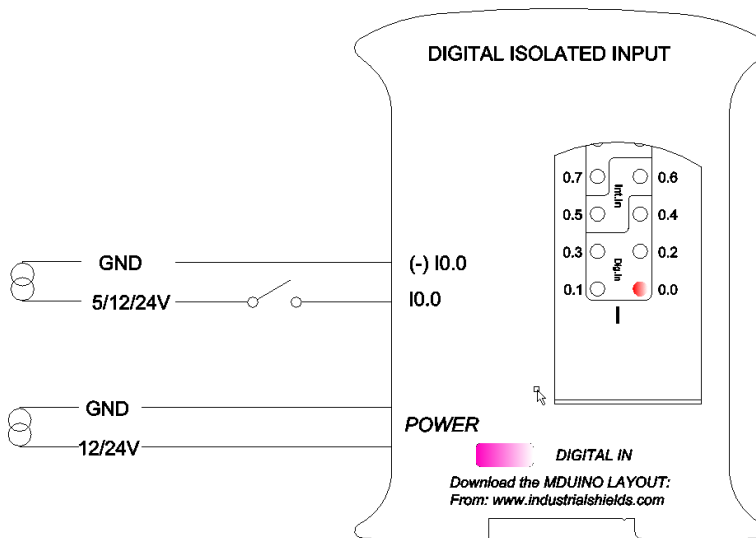 DIGITAL ISOLATED INPUT
0.7 0.6
Int.In
0.5 0.4
0.3 0.2
Dig.In
0.1 0.0
I
GND (-) I0.0
5/12/24V I0.0
GND
POWER
12/24V
DIGITAL IN
Download the MDUINO LAYOUT:
From: www.industrialshields.com